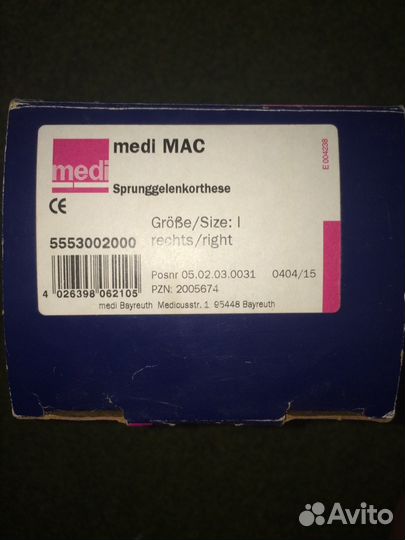 medi MAC
E 004238
medi
Sprunggelenkorthese
CE
Größe/Size: I
5553002000 rechts/right
Posnr 05.02.03.0031 0404/15
4 026398 062105 PZN: 2005674
medi Bayreuth Medicusstr. 1 95448 Bayreuth
Avito